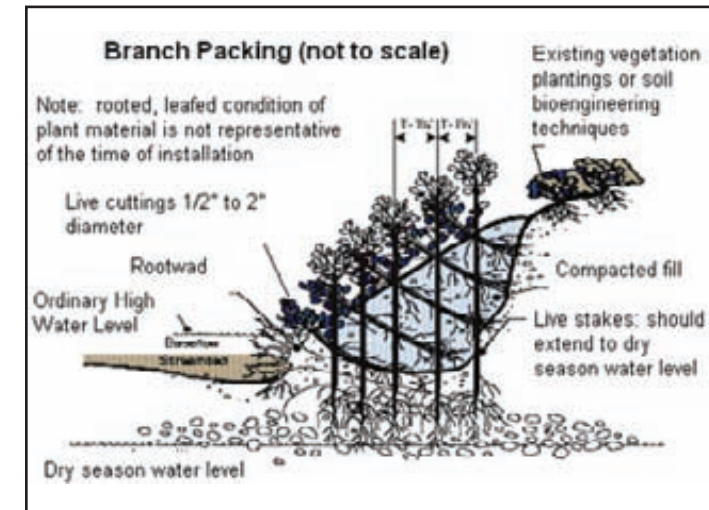 Branch Packing (not to scale)
Note: rooted, leafed condition of
plant material is not representative
of the time of installation
Existing vegetation
plantings or soil
bioengineering
techniques
Live cuttings 1/2" to 2"
diameter
Rootwad
Ordinary High
Water Level
Streambed
Compacted fill
Live stakes: should
extend to dry
season water level
Dry season water level